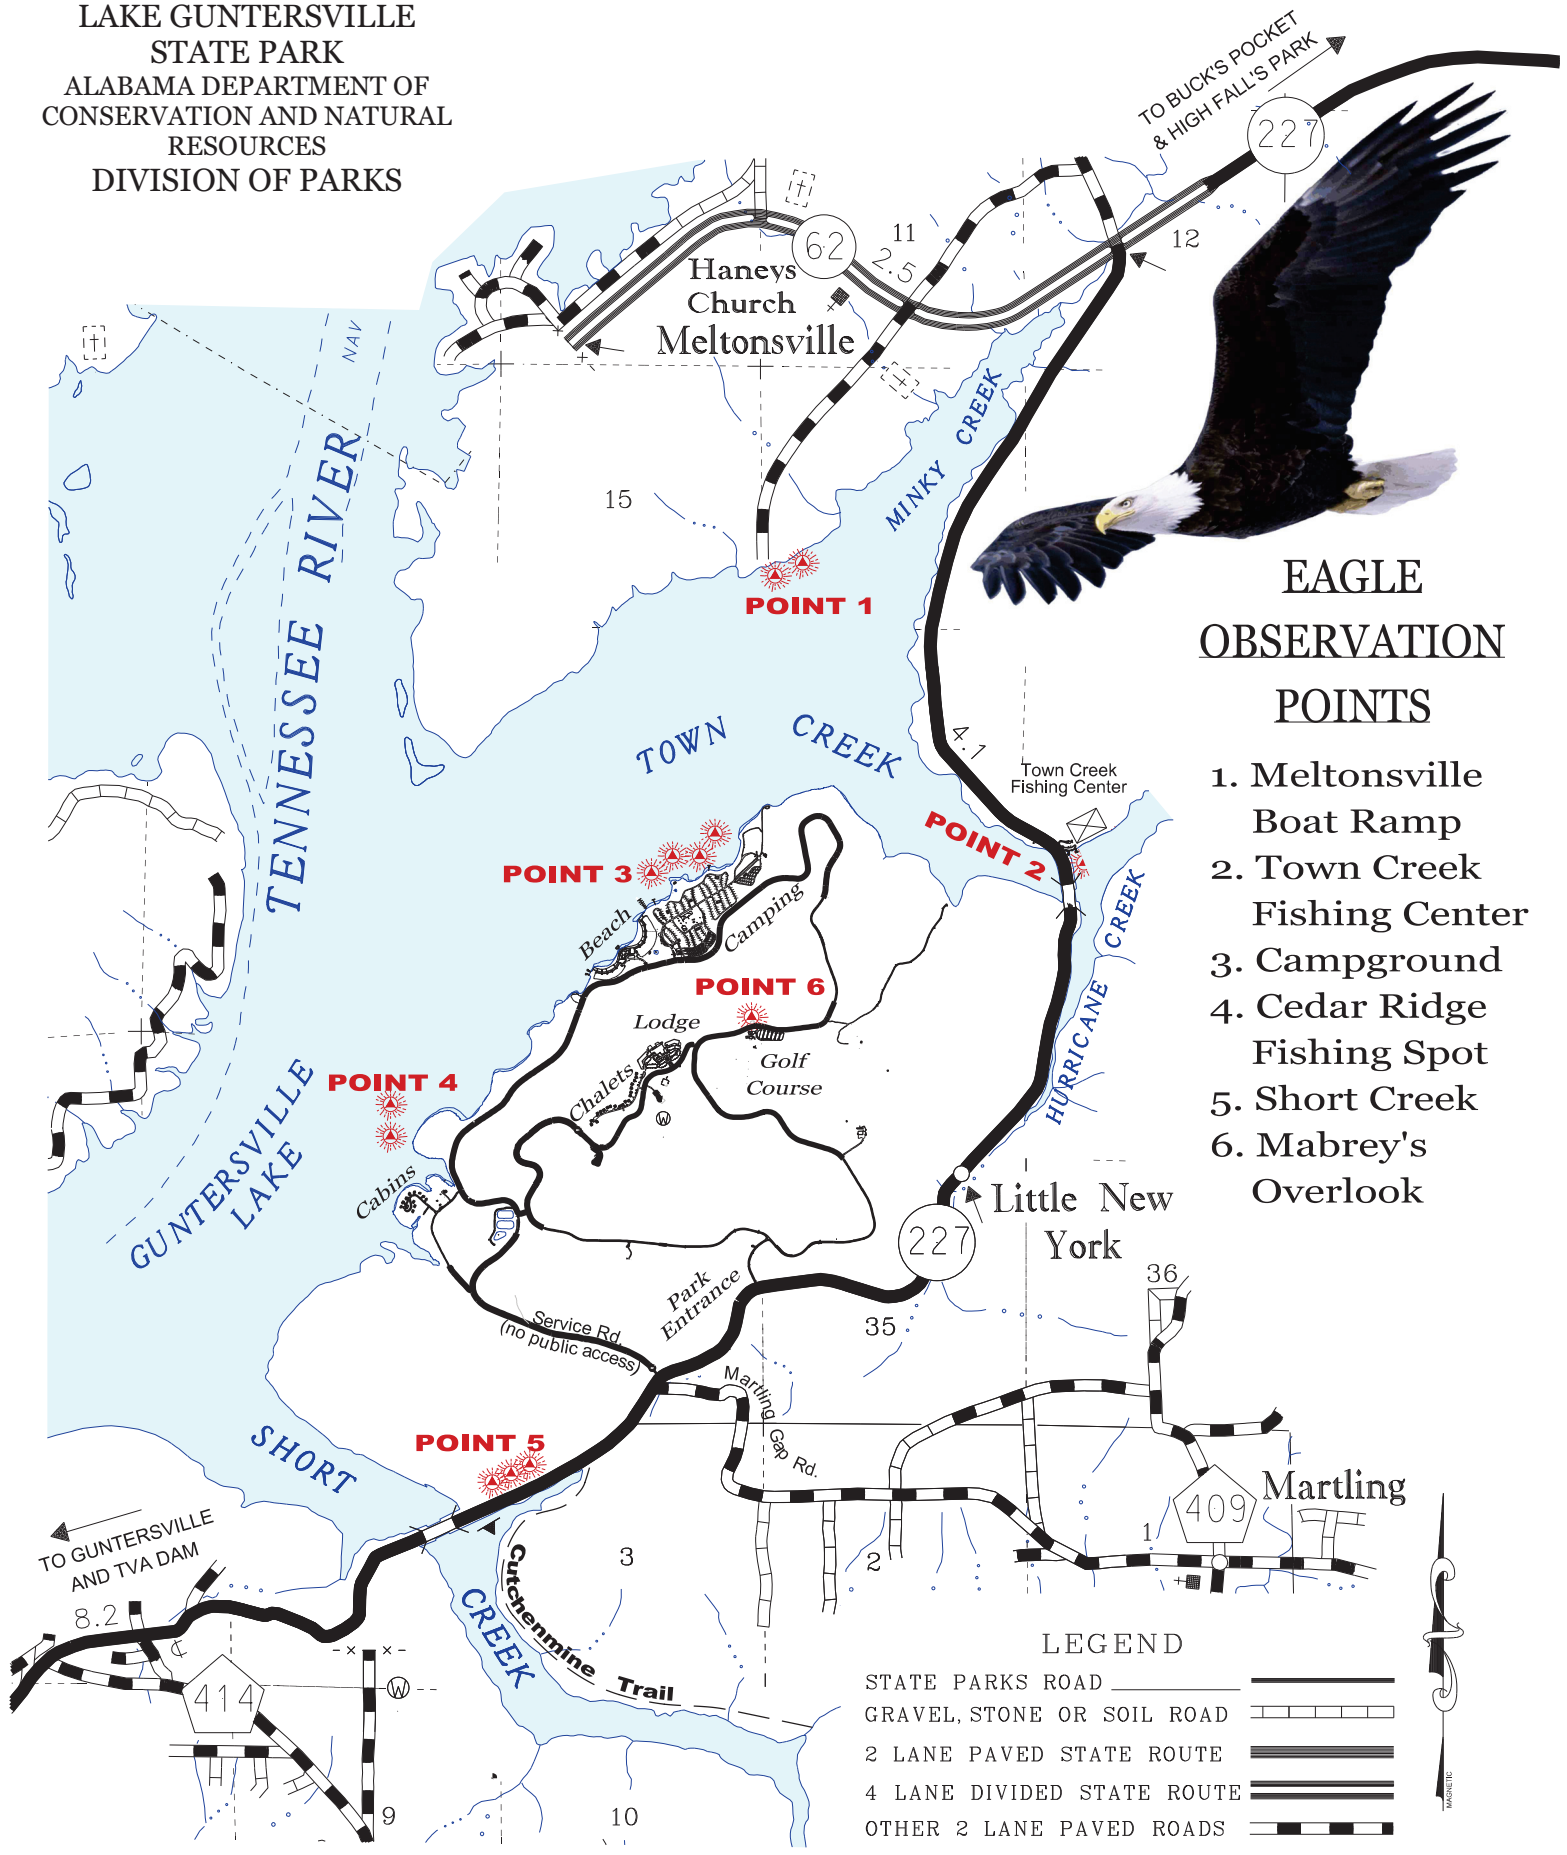 LAKE GUNTERSVILLE
STATE PARK
ALABAMA DEPARTMENT OF
CONSERVATION AND NATURAL
RESOURCES
DIVISION OF PARKS
TO BUCK'S POCKET
& HIGH FALL'S PARK
227
62
11
2.5
12
Haneys
Church
Meltonsville
NAV
MINKY CREEK
15
TENNESSEE RIVER
POINT 1
EAGLE
OBSERVATION
POINTS
1. Meltonsville
Boat Ramp
2. Town Creek
Fishing Center
3. Campground
4. Cedar Ridge
Fishing Spot
5. Short Creek
6. Mabrey's
Overlook
TOWN CREEK
4.1
Town Creek
Fishing Center
POINT 2
POINT 3
Beach
Camping
HURRICANE CREEK
POINT 6
Lodge
Golf
Course
Chalets
W
POINT 4
GUNTERSVILLE
LAKE
Cabins
Little New
York
227
Park
Entrance
36
35
Service Rd.
(no public access)
Martling Gap Rd.
POINT 5
SHORT
CREEK
409
Martling
TO GUNTERSVILLE
AND TVA DAM
3
2
1
8.2
Cutchenmine Trail
414
W
9
10
LEGEND
STATE PARKS ROAD
GRAVEL, STONE OR SOIL ROAD
2 LANE PAVED STATE ROUTE
4 LANE DIVIDED STATE ROUTE
OTHER 2 LANE PAVED ROADS
MAGNETIC